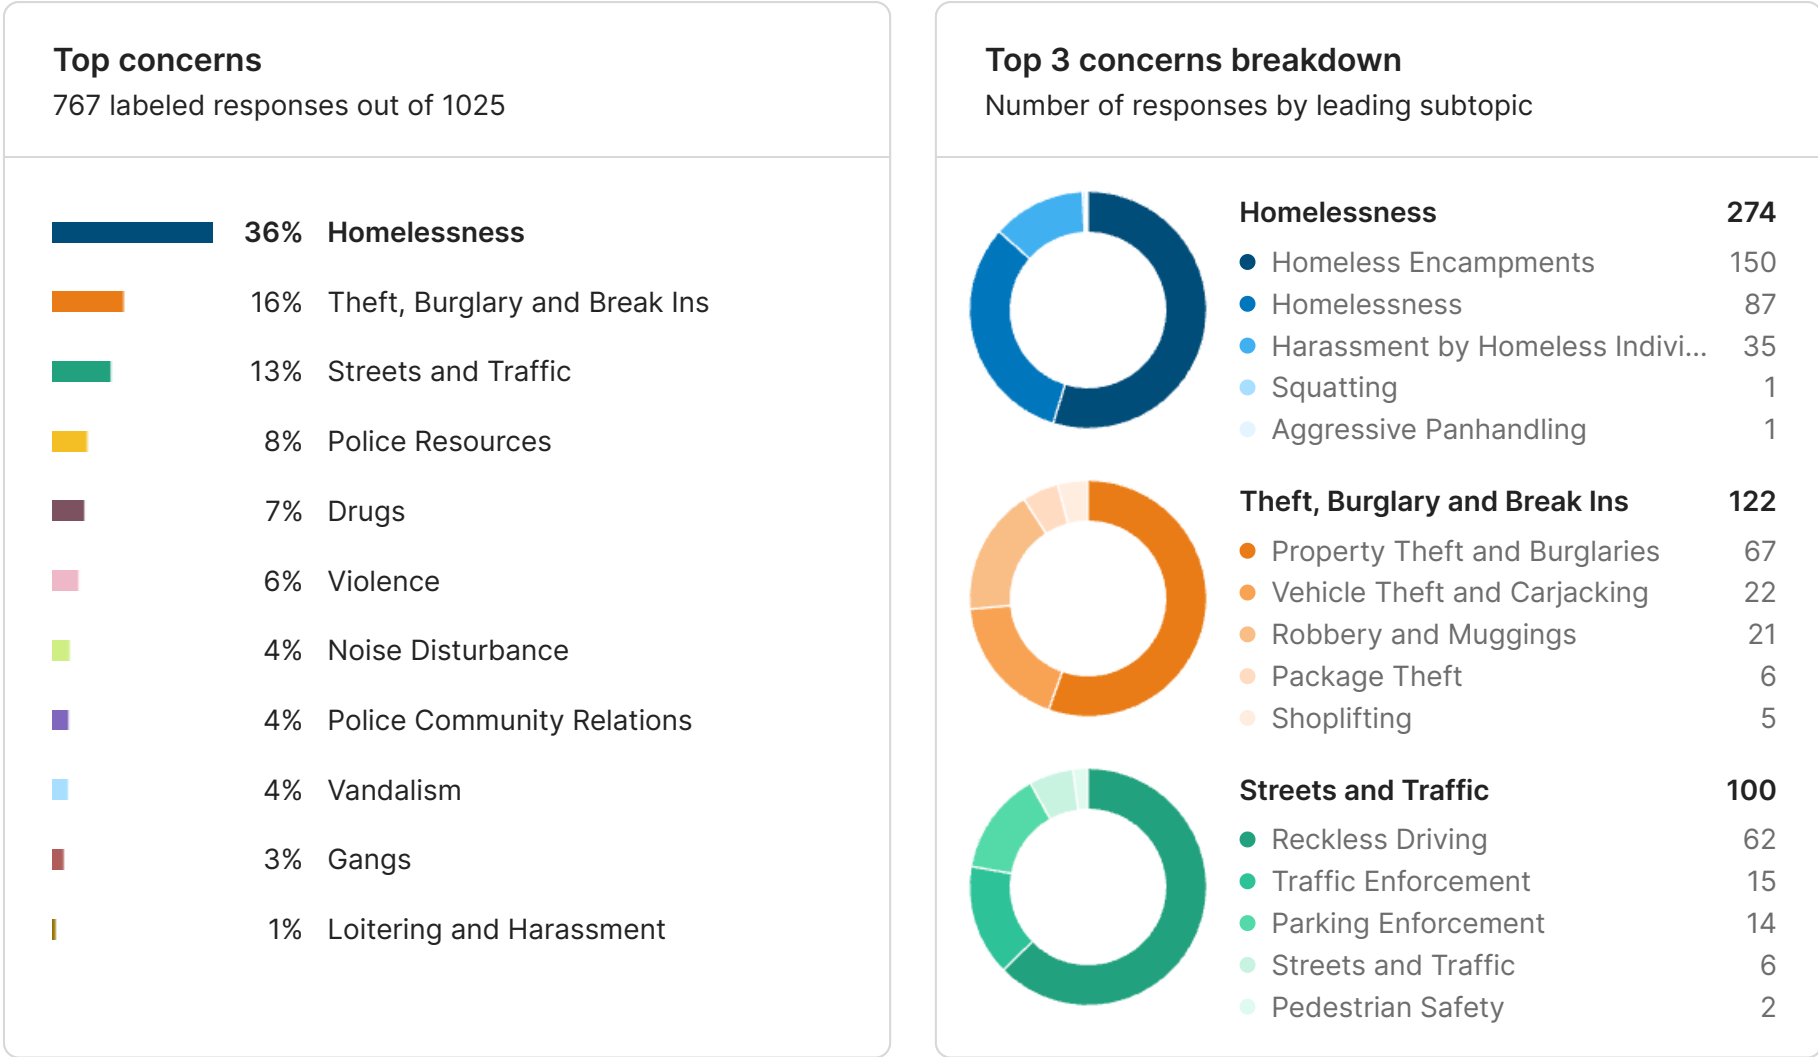 Top concerns
767 labeled responses out of 1025
36% Homelessness
16% Theft, Burglary and Break Ins
13% Streets and Traffic
8% Police Resources
7% Drugs
6% Violence
4% Noise Disturbance
4% Police Community Relations
4% Vandalism
3% Gangs
1% Loitering and Harassment
Top 3 concerns breakdown
Number of responses by leading subtopic
Homelessness 274
Homeless Encampments 150
Homelessness 87
Harassment by Homeless Indivi... 35
Squatting 1
Aggressive Panhandling 1
Theft, Burglary and Break Ins 122
Property Theft and Burglaries 67
Vehicle Theft and Carjacking 22
Robbery and Muggings 21
Package Theft 6
Shoplifting 5
Streets and Traffic 100
Reckless Driving 62
Traffic Enforcement 15
Parking Enforcement 14
Streets and Traffic 6
Pedestrian Safety 2